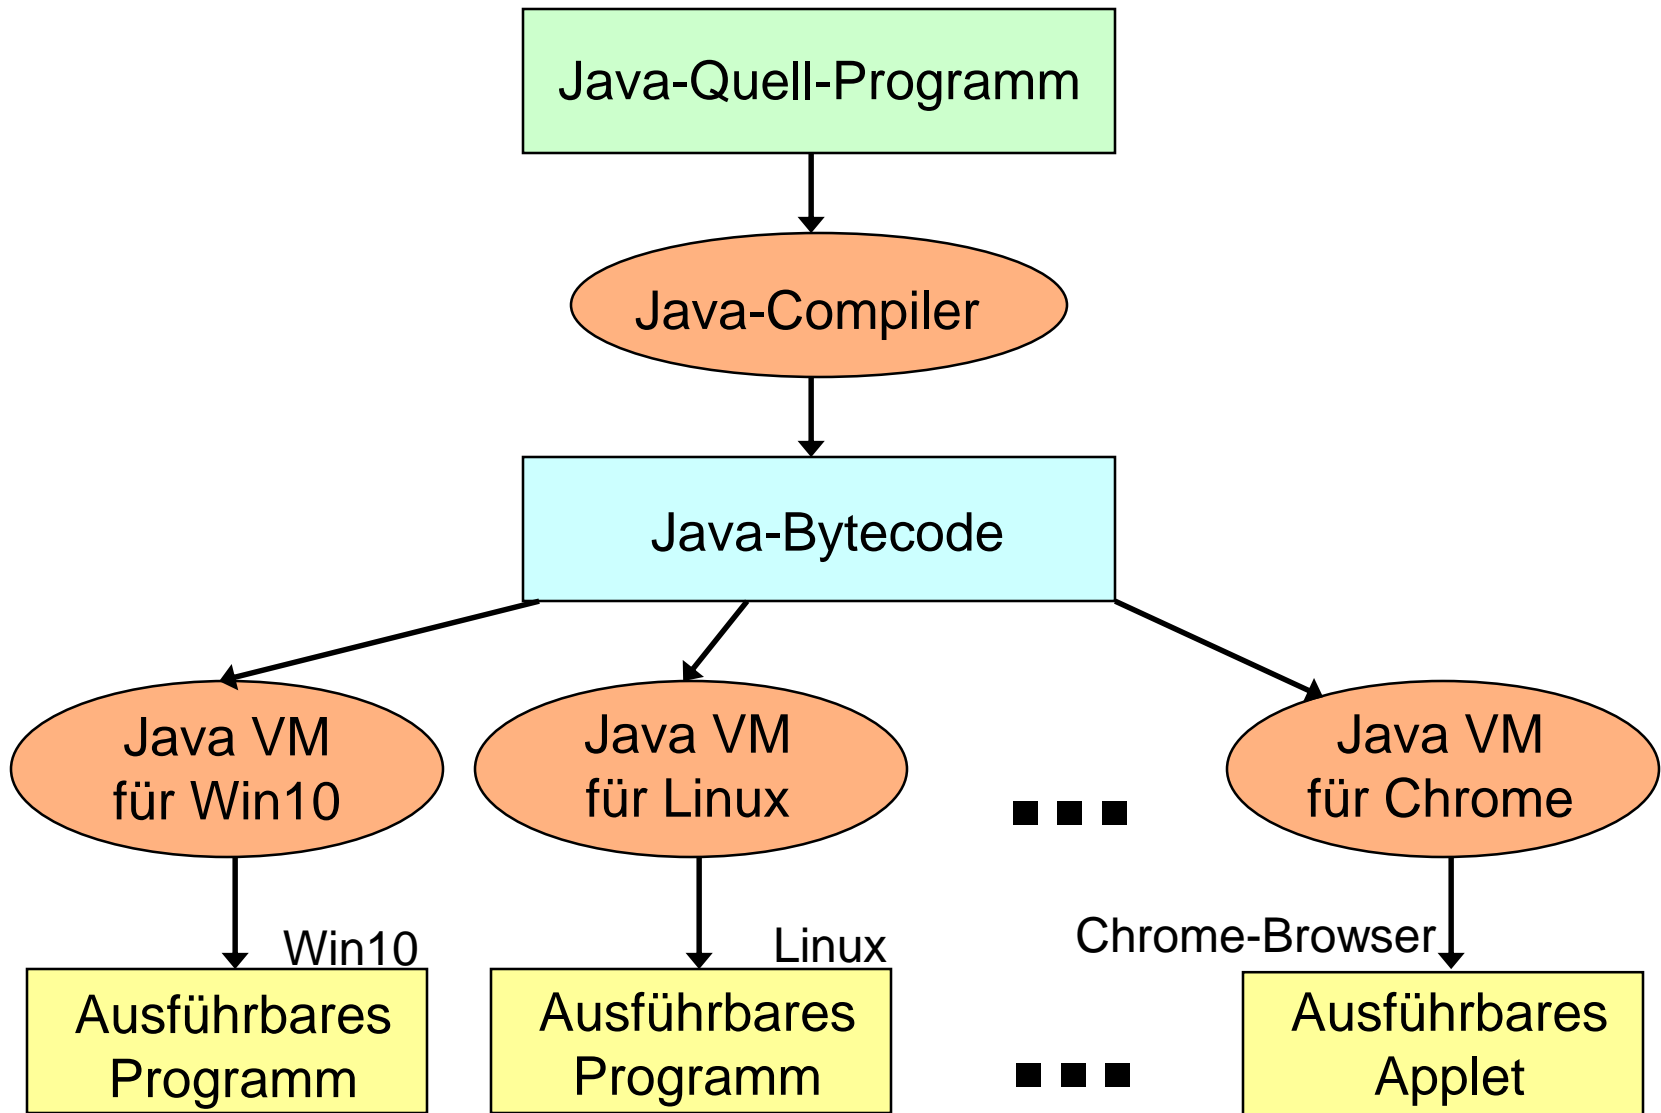 Java-Quell-Programm
Java-Compiler
Java-Bytecode
Java VM
für Win10
Java VM
für Linux
Java VM
für Chrome
Win10
Linux
Chrome-Browser
Ausführbares
Programm
Ausführbares
Programm
Ausführbares
Applet